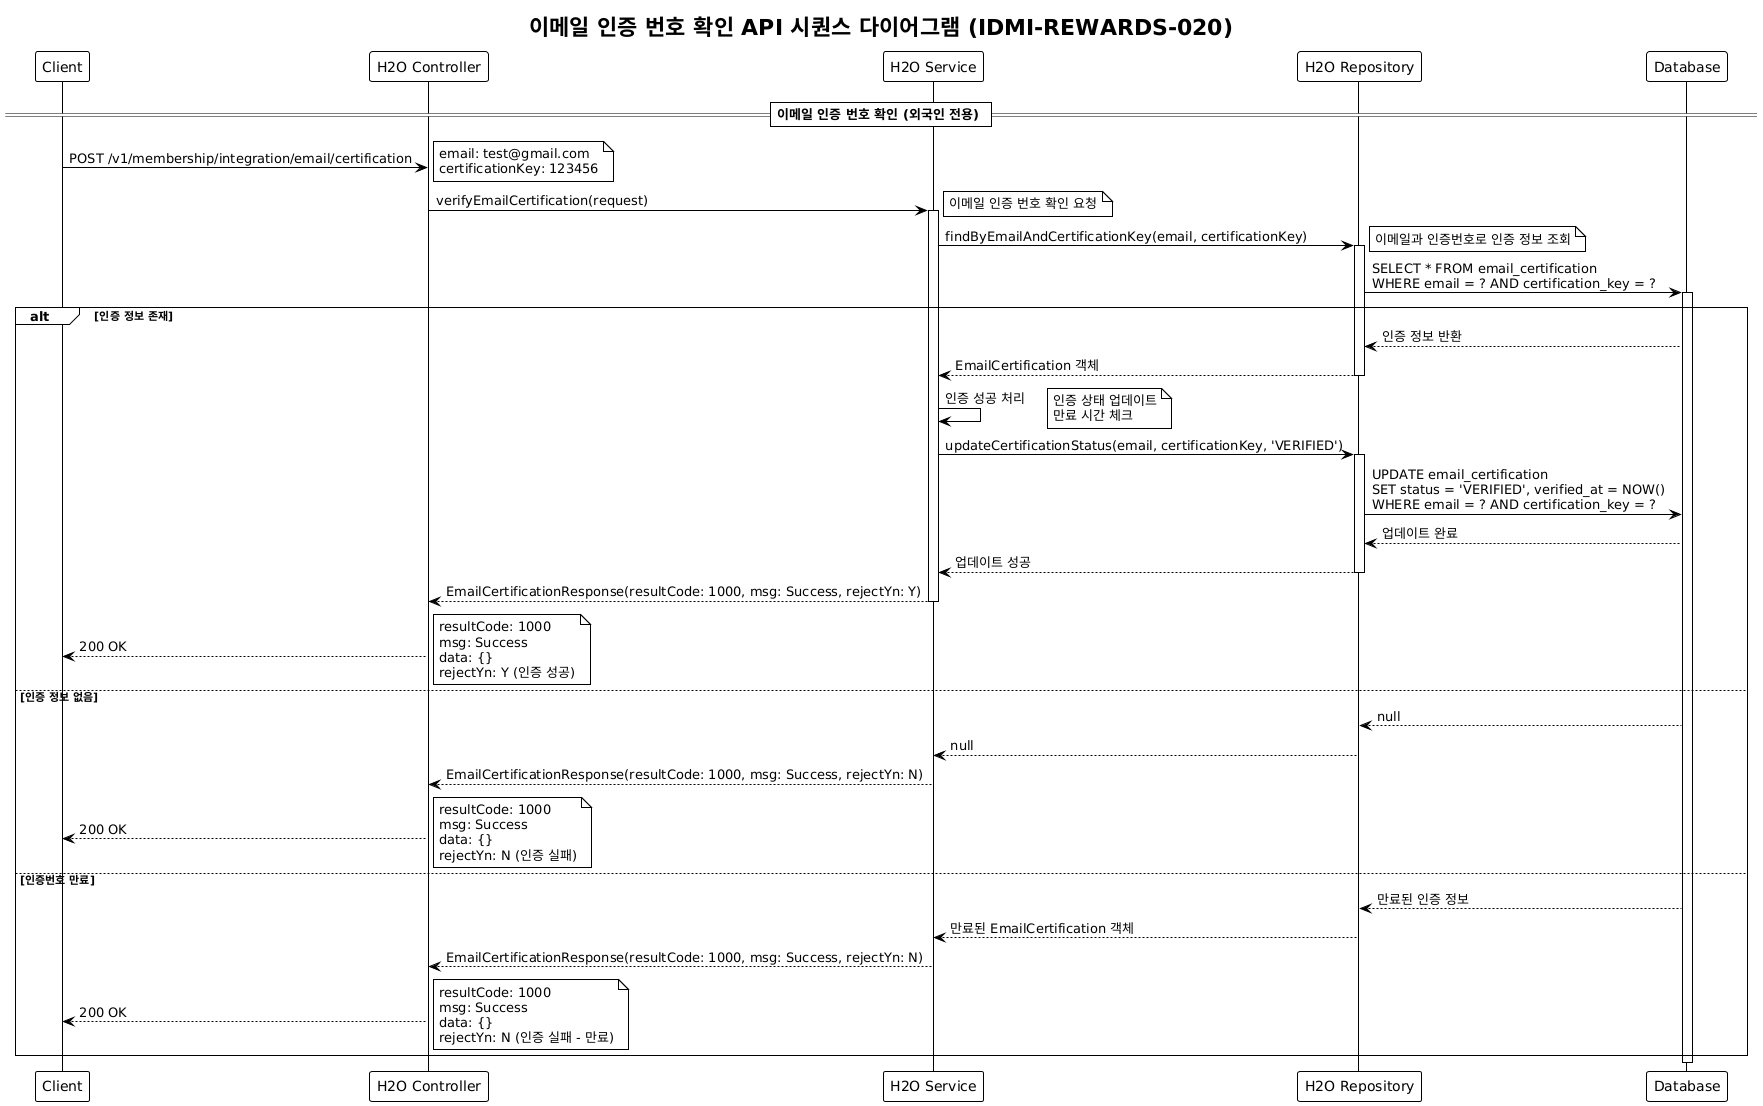 이메일 인증 번호 확인 API 시퀀스 다이어그램 (IDMI-REWARDS-020)
Client
H2O Controller
H2O Service
H2O Repository
Database
이메일 인증 번호 확인 (외국인 전용)
POST /v1/membership/integration/email/certification
email: test@gmail.com
certificationKey: 123456
verifyEmailCertification(request)
이메일 인증 번호 확인 요청
findByEmailAndCertificationKey(email, certificationKey)
이메일과 인증번호로 인증 정보 조회
SELECT * FROM email_certification
WHERE email = ? AND certification_key = ?
alt
[인증 정보 존재]
인증 정보 반환
EmailCertification 객체
인증 성공 처리
인증 상태 업데이트
만료 시간 체크
updateCertificationStatus(email, certificationKey, 'VERIFIED')
UPDATE email_certification
SET status = 'VERIFIED', verified_at = NOW()
WHERE email = ? AND certification_key = ?
업데이트 완료
업데이트 성공
EmailCertificationResponse(resultCode: 1000, msg: Success, rejectYn: Y)
200 OK
resultCode: 1000
msg: Success
data: {}
rejectYn: Y (인증 성공)
[인증 정보 없음]
null
null
EmailCertificationResponse(resultCode: 1000, msg: Success, rejectYn: N)
200 OK
resultCode: 1000
msg: Success
data: {}
rejectYn: N (인증 실패)
[인증번호 만료]
만료된 인증 정보
만료된 EmailCertification 객체
EmailCertificationResponse(resultCode: 1000, msg: Success, rejectYn: N)
200 OK
resultCode: 1000
msg: Success
data: {}
rejectYn: N (인증 실패 - 만료)
Client
H2O Controller
H2O Service
H2O Repository
Database